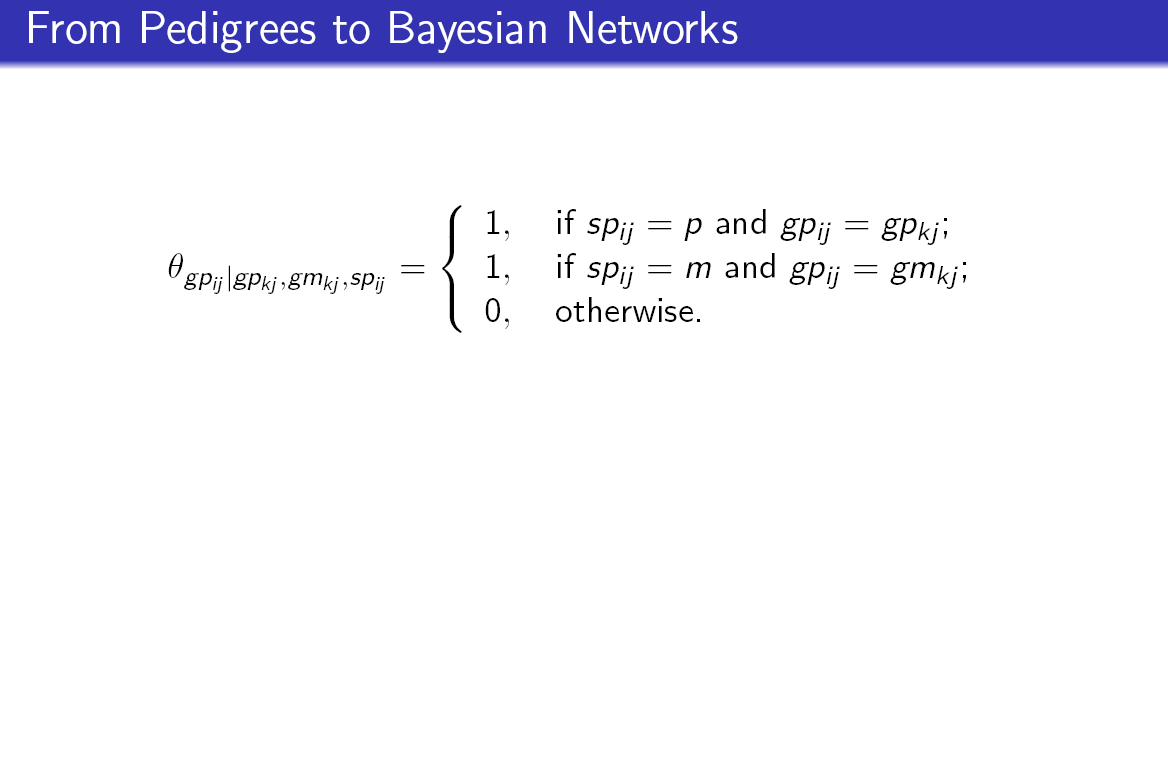 From Pedigrees to Bayesian Networks
1, if sp_{ij} = p and gp_{ij} = gp_{kj};
θ_{gp_{ij}|gp_{kj},gm_{kj},sp_{ij}} = { 1, if sp_{ij} = m and gp_{ij} = gm_{kj};
0, otherwise.